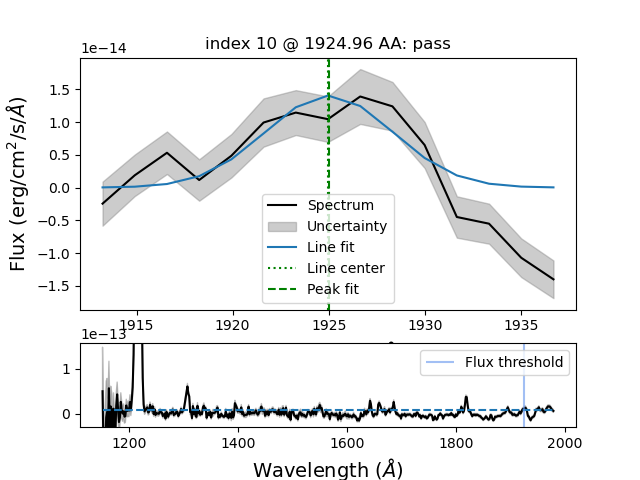 index 10 @ 1924.96 AA: pass
1e−14
Flux (erg/cm²/s/Å)
1.5
1.0
0.5
0.0
−0.5
−1.0
−1.5
Spectrum
Uncertainty
Line fit
Line center
Peak fit
1915
1920
1925
1930
1935
1e−13
1
0
Flux threshold
1200
1400
1600
1800
2000
Wavelength (Å)